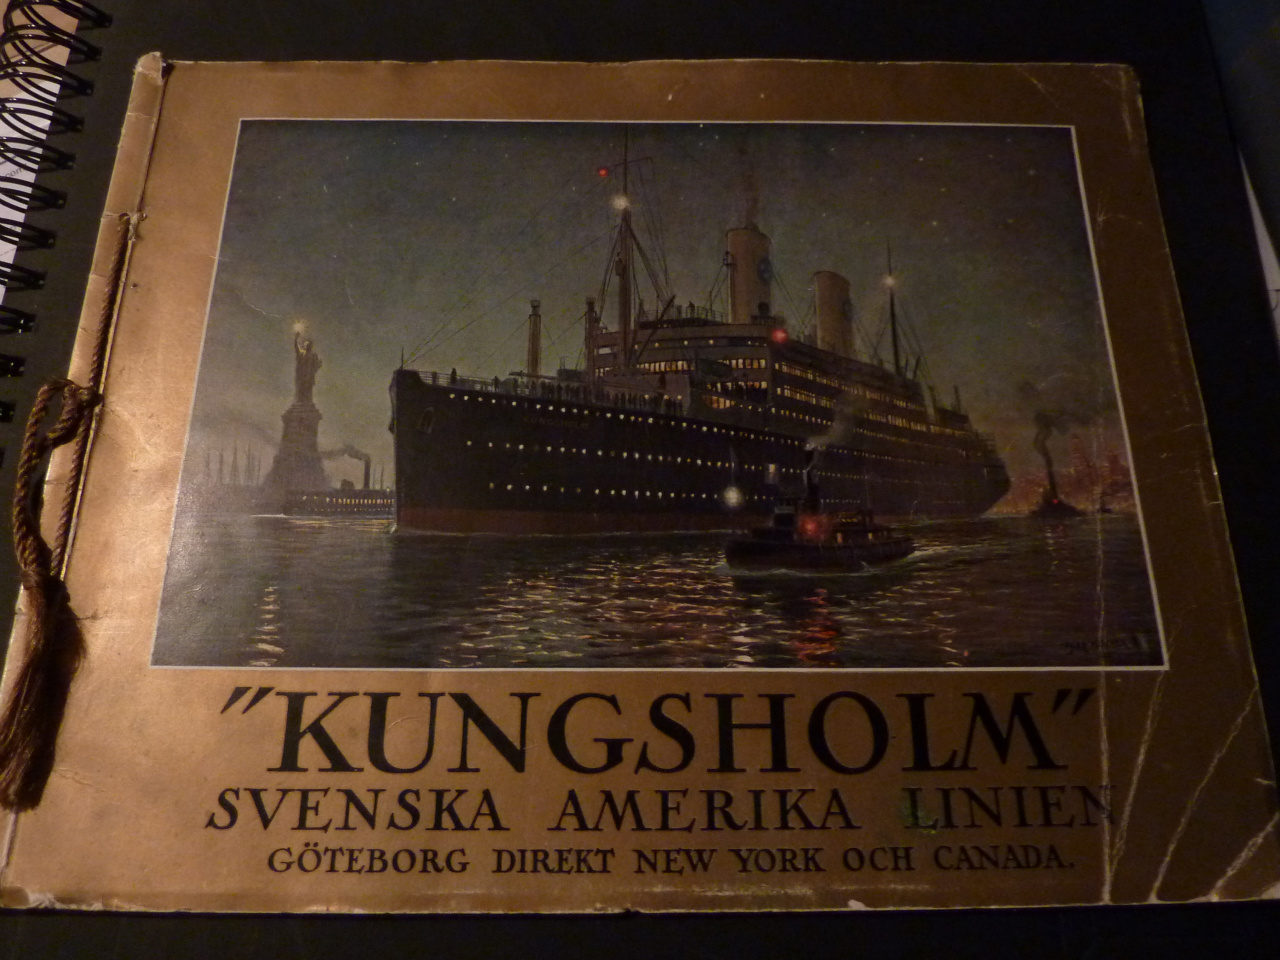 "KUNGSHOLM"
SVENSKA AMERIKA LINIEN
GÖTEBORG DIREKT NEW YORK OCH CANADA.